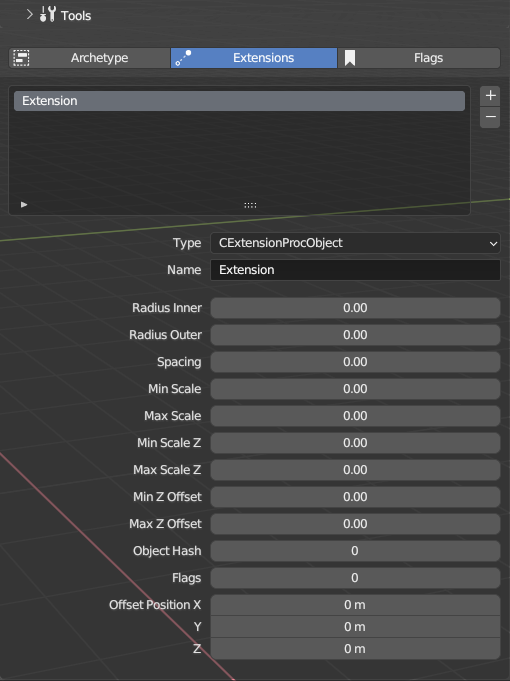 Tools
Archetype Extensions Flags
Extension
Type CExtensionProcObject
Name Extension
Radius Inner 0.00
Radius Outer 0.00
Spacing 0.00
Min Scale 0.00
Max Scale 0.00
Min Scale Z 0.00
Max Scale Z 0.00
Min Z Offset 0.00
Max Z Offset 0.00
Object Hash 0
Flags 0
Offset Position X 0 m
Y 0 m
Z 0 m